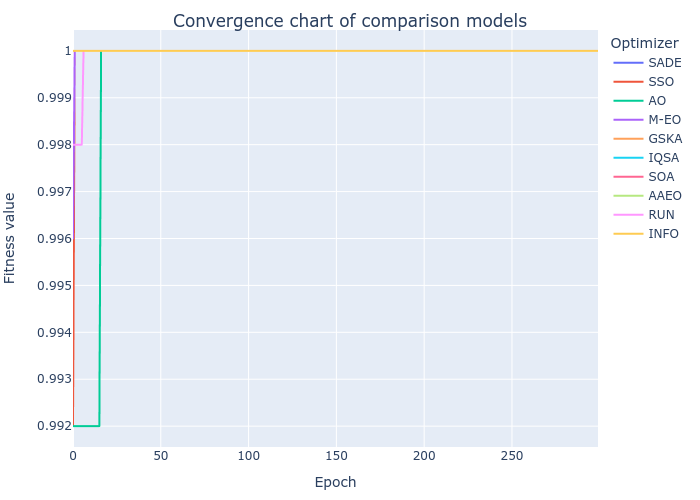 Convergence chart of comparison models
Optimizer
SADE
SSO
AO
M-EO
GSKA
IQSA
SOA
AAEO
RUN
INFO
Fitness value
1
0.999
0.998
0.997
0.996
0.995
0.994
0.993
0.992
0
50
100
150
200
250
Epoch